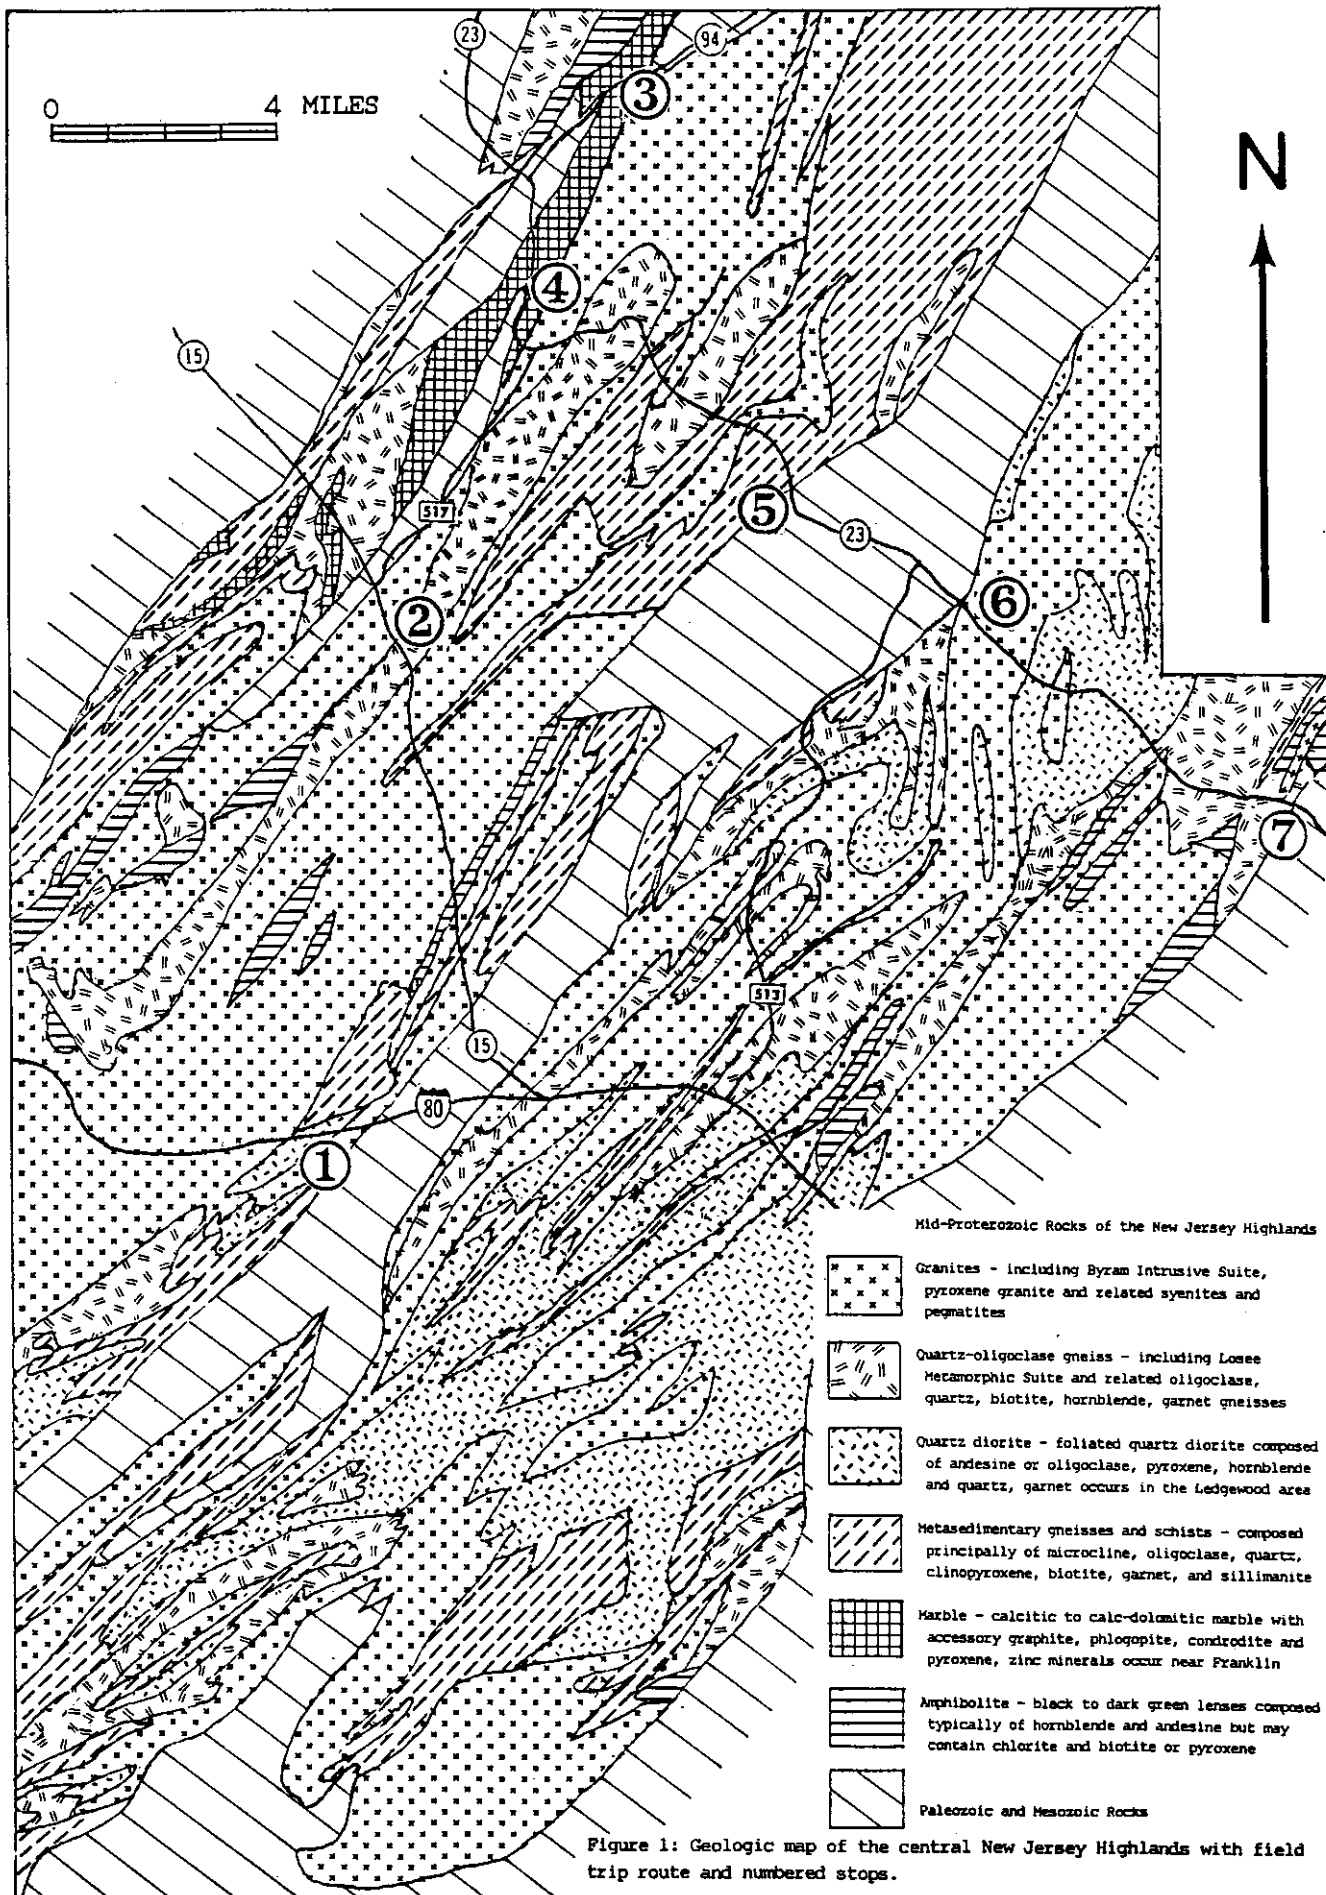 23
94
0 4 MILES
3
N
4
15
517
5
23
2
6
7
513
15
80
1
Mid-Proterozoic Rocks of the New Jersey Highlands
Granites - including Byram Intrusive Suite,
pyroxene granite and related syenites and
pegmatites
Quartz-oligoclase gneiss - including Losee
Metamorphic Suite and related oligoclase,
quartz, biotite, hornblende, garnet gneisses
Quartz diorite - foliated quartz diorite composed
of andesine or oligoclase, pyroxene, hornblende
and quartz, garnet occurs in the Ledgewood area
Metasedimentary gneisses and schists - composed
principally of microcline, oligoclase, quartz,
clinopyroxene, biotite, garnet, and sillimanite
Marble - calcitic to calc-dolomitic marble with
accessory graphite, phlogopite, condrodite and
pyroxene, zinc minerals occur near Franklin
Amphibolite - black to dark green lenses composed
typically of hornblende and andesine but may
contain chlorite and biotite or pyroxene
Paleozoic and Mesozoic Rocks
Figure 1: Geologic map of the central New Jersey Highlands with field
trip route and numbered stops.